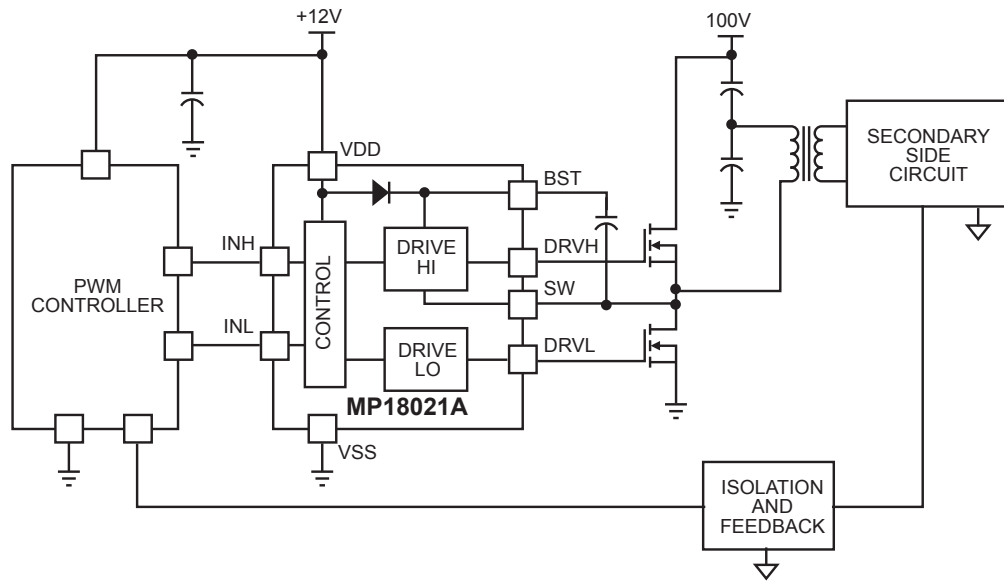 +12V
100V
VDD
BST
SECONDARY
SIDE
CIRCUIT
INH
DRIVE
HI
DRVH
PWM
CONTROLLER
CONTROL
SW
INL
DRIVE
LO
DRVL
MP18021A
VSS
ISOLATION
AND
FEEDBACK